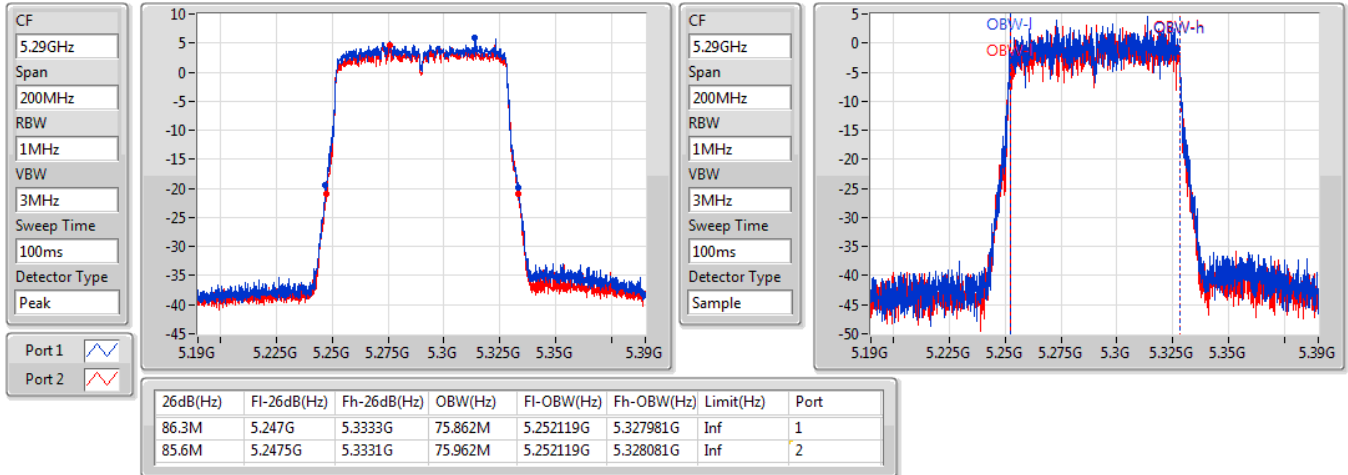 CF
5.29GHz
Span
200MHz
RBW
1MHz
VBW
3MHz
Sweep Time
100ms
Detector Type
Peak
10
5
0
-5
-10
-15
-20
-25
-30
-35
-40
-45
5.19G 5.225G 5.25G 5.275G 5.3G 5.325G 5.35G 5.39G
CF
5.29GHz
Span
200MHz
RBW
1MHz
VBW
3MHz
Sweep Time
100ms
Detector Type
Sample
5
0
-5
-10
-15
-20
-25
-30
-35
-40
-45
-50
OBW-l
OBW-h
5.19G 5.225G 5.25G 5.275G 5.3G 5.325G 5.35G 5.39G
Port 1
Port 2
26dB(Hz) Fl-26dB(Hz) Fh-26dB(Hz) OBW(Hz) Fl-OBW(Hz) Fh-OBW(Hz) Limit(Hz) Port
86.3M 5.247G 5.3333G 75.862M 5.252119G 5.327981G Inf 1
85.6M 5.2475G 5.3331G 75.962M 5.252119G 5.328081G Inf 2